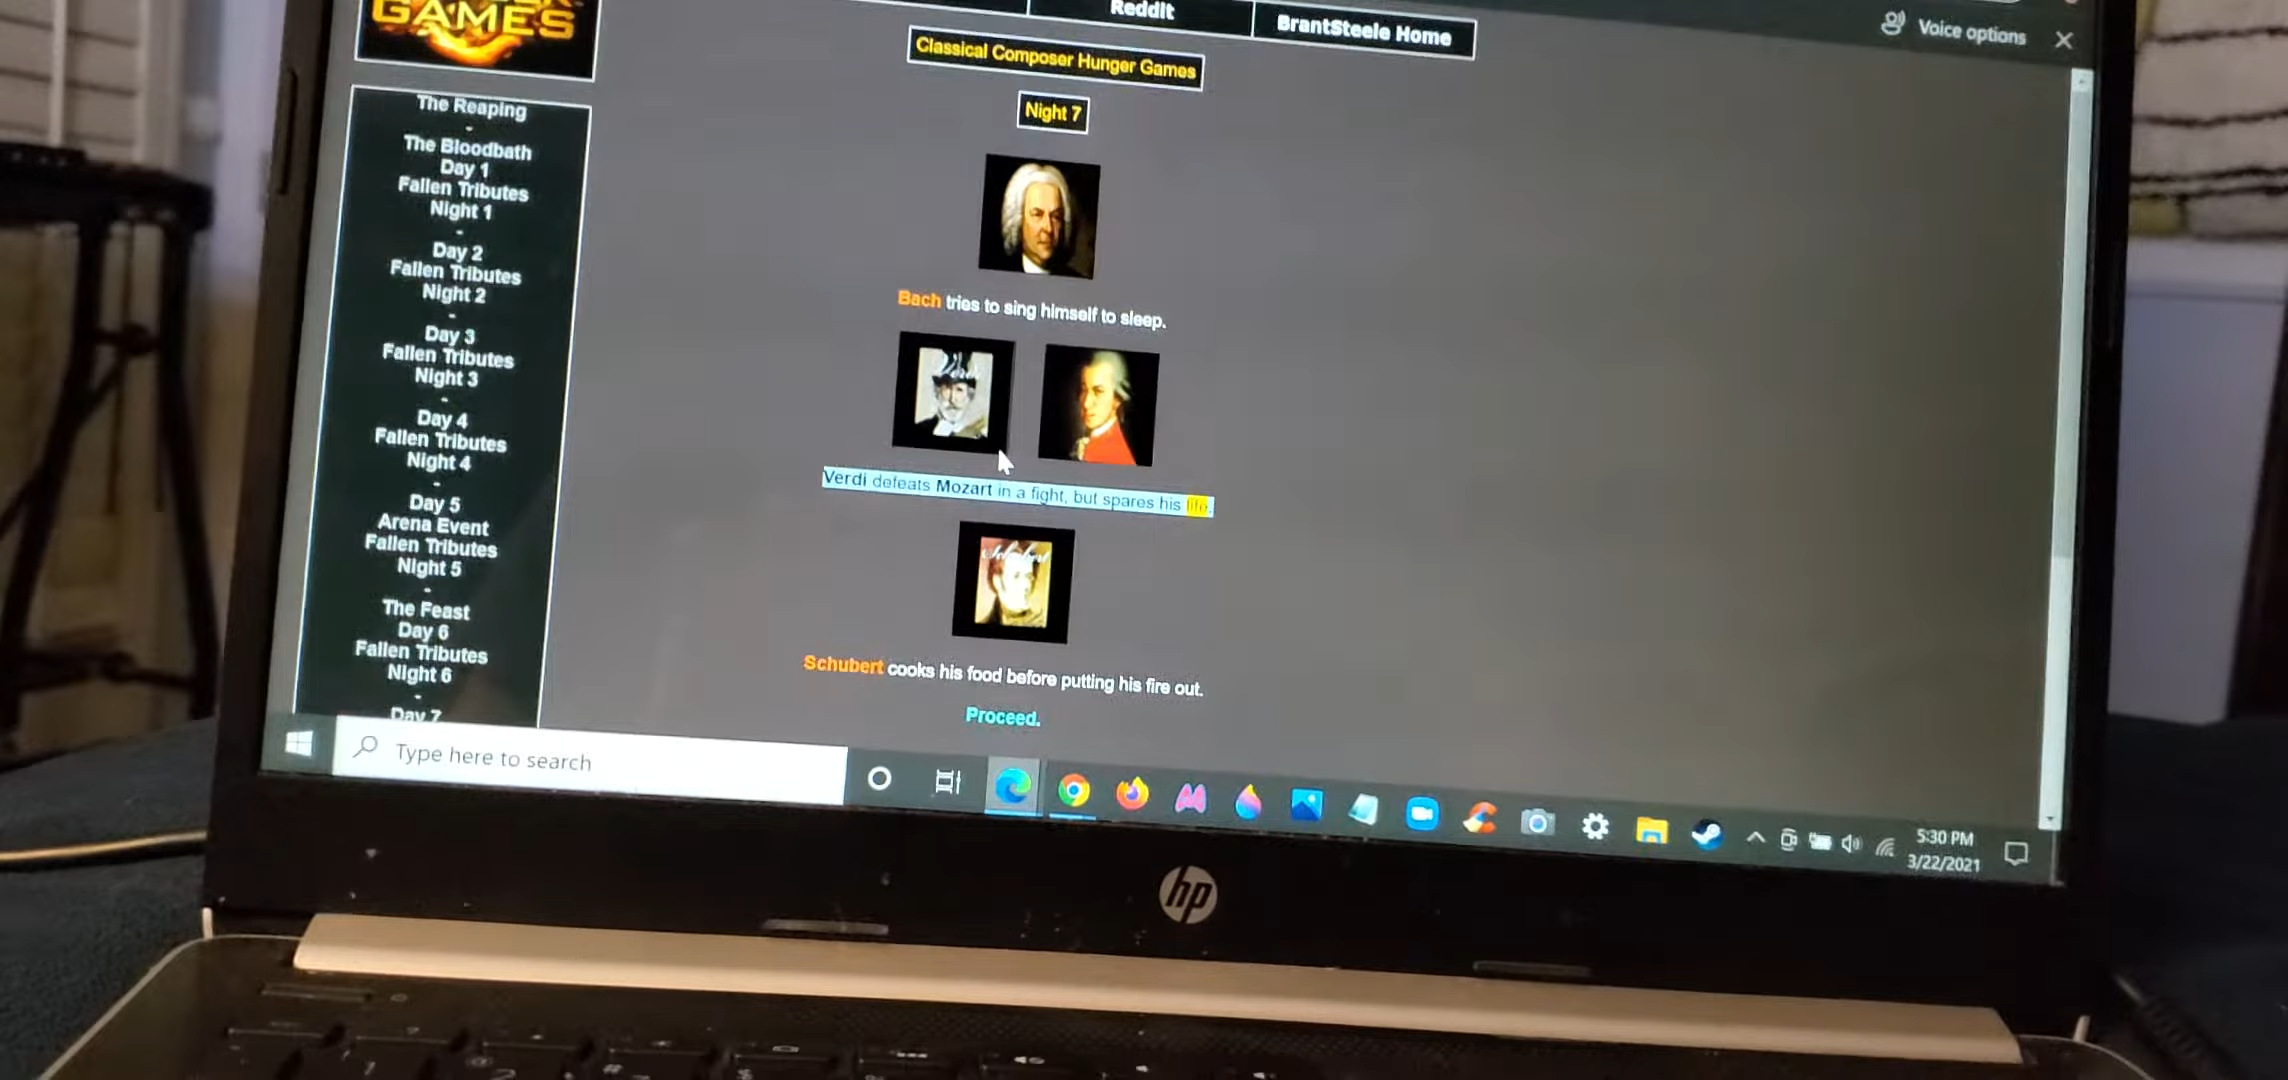 GAMES
Reddit
BrantSteele Home
Voice options
Classical Composer Hunger Games
Night 7
The Reaping
-
The Bloodbath
Day 1
Fallen Tributes
Night 1
-
Day 2
Fallen Tributes
Night 2
-
Day 3
Fallen Tributes
Night 3
-
Day 4
Fallen Tributes
Night 4
-
Day 5
Arena Event
Fallen Tributes
Night 5
-
The Feast
Day 6
Fallen Tributes
Night 6
-
Day 7
Bach tries to sing himself to sleep.
Verdi defeats Mozart in a fight, but spares his life.
Schubert
Schubert cooks his food before putting his fire out.
Proceed.
Type here to search
5:30 PM
3/22/2021
hp